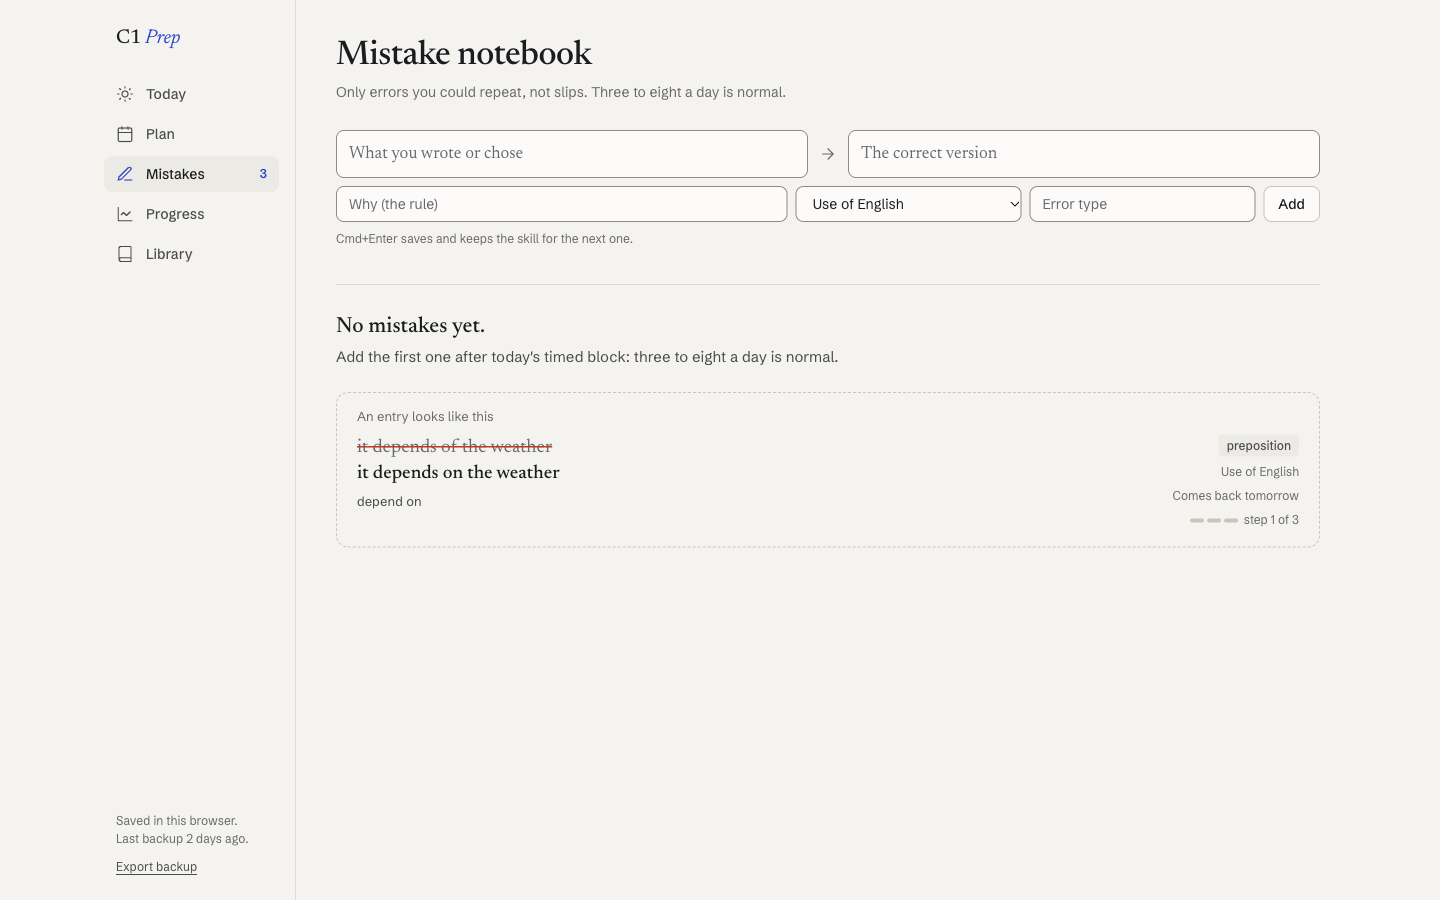 C1 Prep
Today
Plan
Mistakes 3
Progress
Library
Saved in this browser.
Last backup 2 days ago.
Export backup
Mistake notebook
Only errors you could repeat, not slips. Three to eight a day is normal.
What you wrote or chose
The correct version
Why (the rule)
Use of English
Error type
Add
Cmd+Enter saves and keeps the skill for the next one.
No mistakes yet.
Add the first one after today's timed block: three to eight a day is normal.
An entry looks like this
it depends of the weather
it depends on the weather
depend on
preposition
Use of English
Comes back tomorrow
step 1 of 3